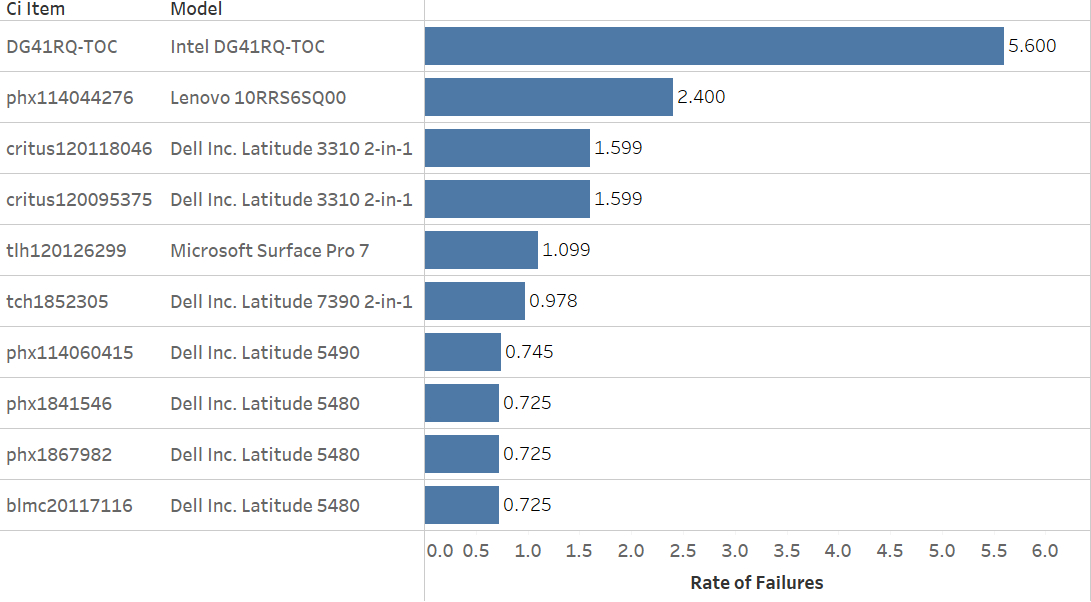 Ci Item Model
DG41RQ-TOC Intel DG41RQ-TOC 5.600
phx114044276 Lenovo 10RRS6SQ00 2.400
critus120118046 Dell Inc. Latitude 3310 2-in-1 1.599
critus120095375 Dell Inc. Latitude 3310 2-in-1 1.599
tlh120126299 Microsoft Surface Pro 7 1.099
tch1852305 Dell Inc. Latitude 7390 2-in-1 0.978
phx114060415 Dell Inc. Latitude 5490 0.745
phx1841546 Dell Inc. Latitude 5480 0.725
phx1867982 Dell Inc. Latitude 5480 0.725
blmc20117116 Dell Inc. Latitude 5480 0.725
0.0 0.5 1.0 1.5 2.0 2.5 3.0 3.5 4.0 4.5 5.0 5.5 6.0
Rate of Failures